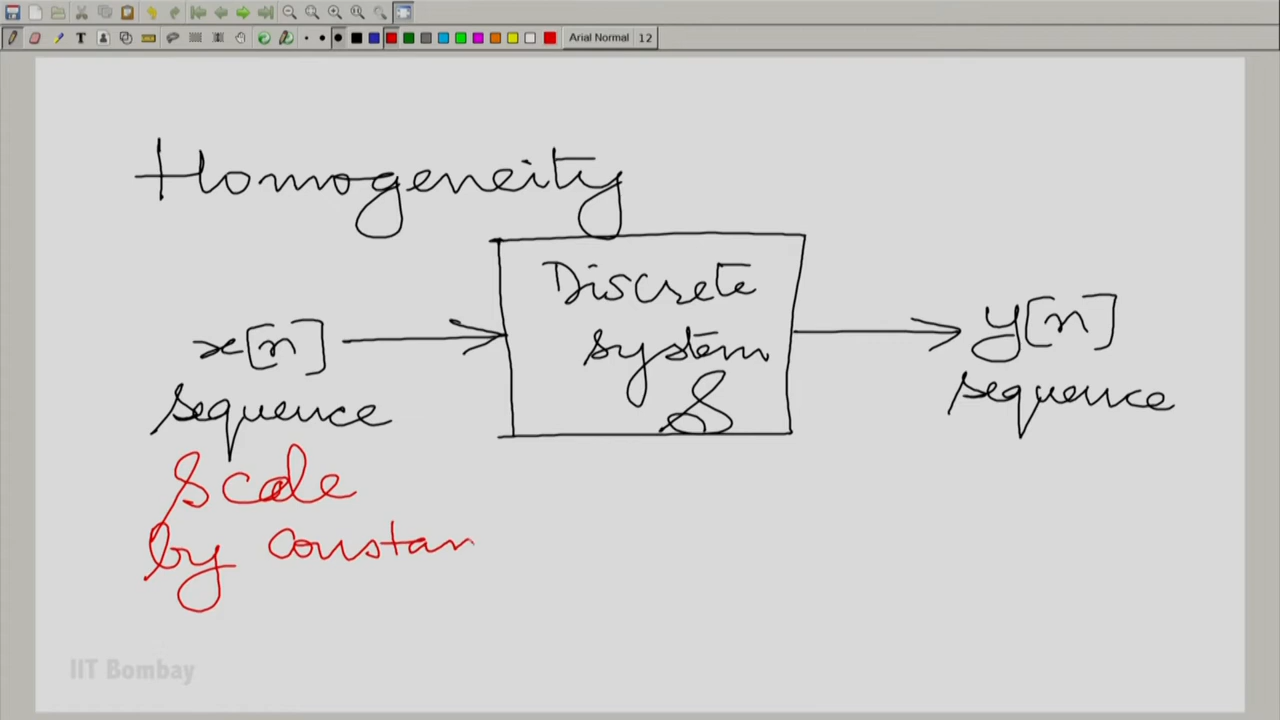 Arial Normal 12
Homogeneity
Discrete
system
S
x[n]
sequence
y[n]
sequence
Scale
by constan
IIT Bombay